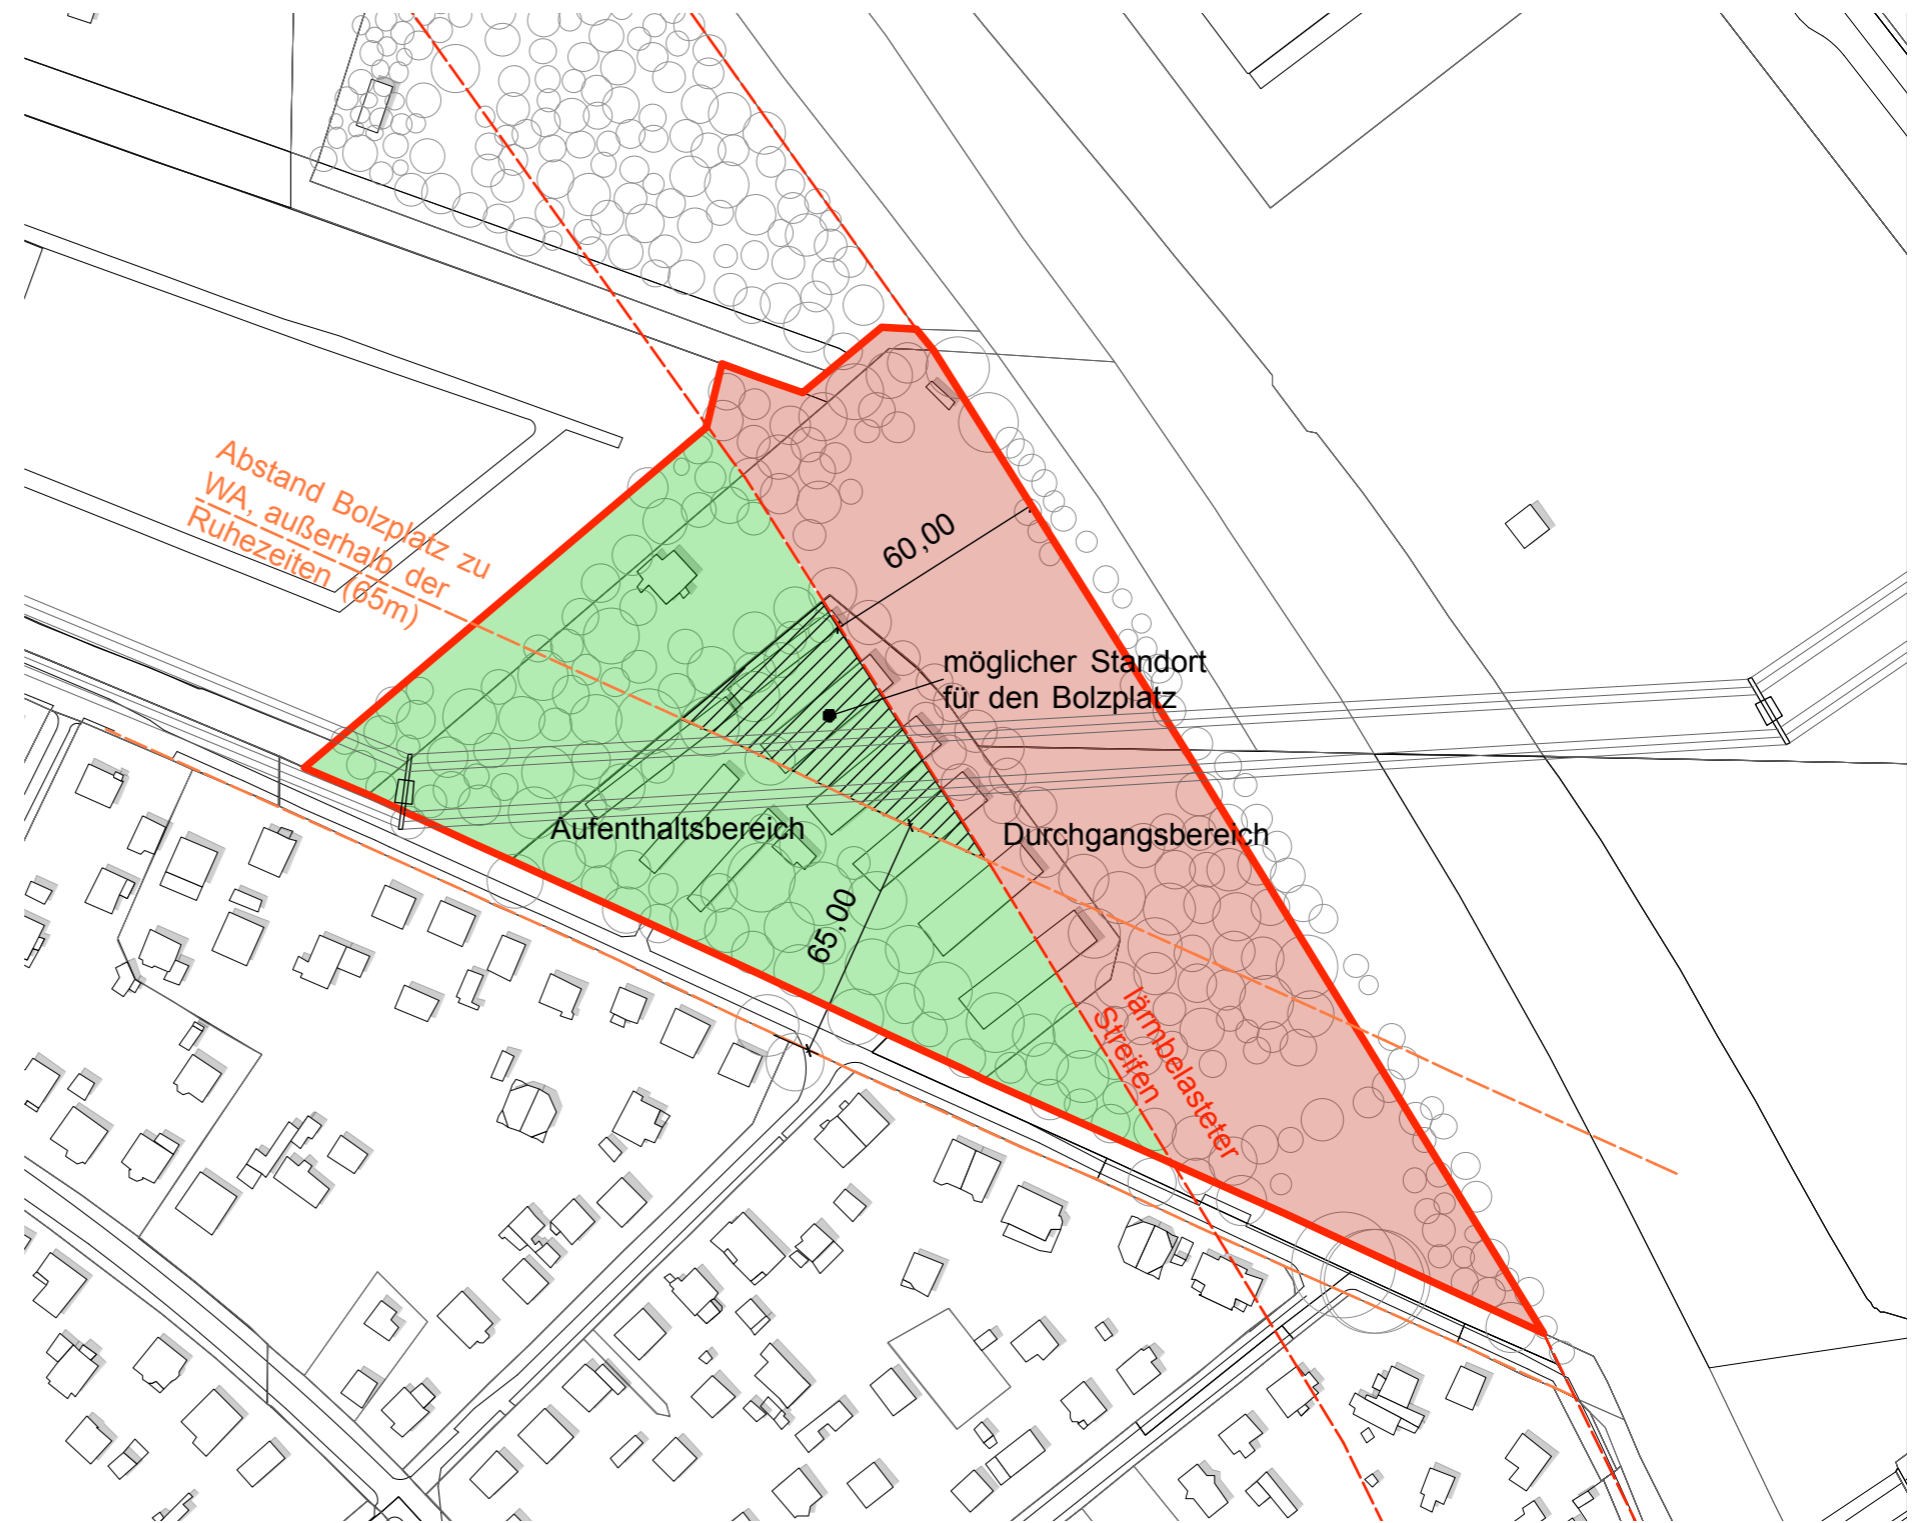 Abstand Bolzplatz zu
WA, außerhalb der
Ruhezeiten (65m)
60,00
möglicher Standort
für den Bolzplatz
Aufenthaltsbereich
Durchgangsbereich
65,00
lärmbelasteter
Streifen